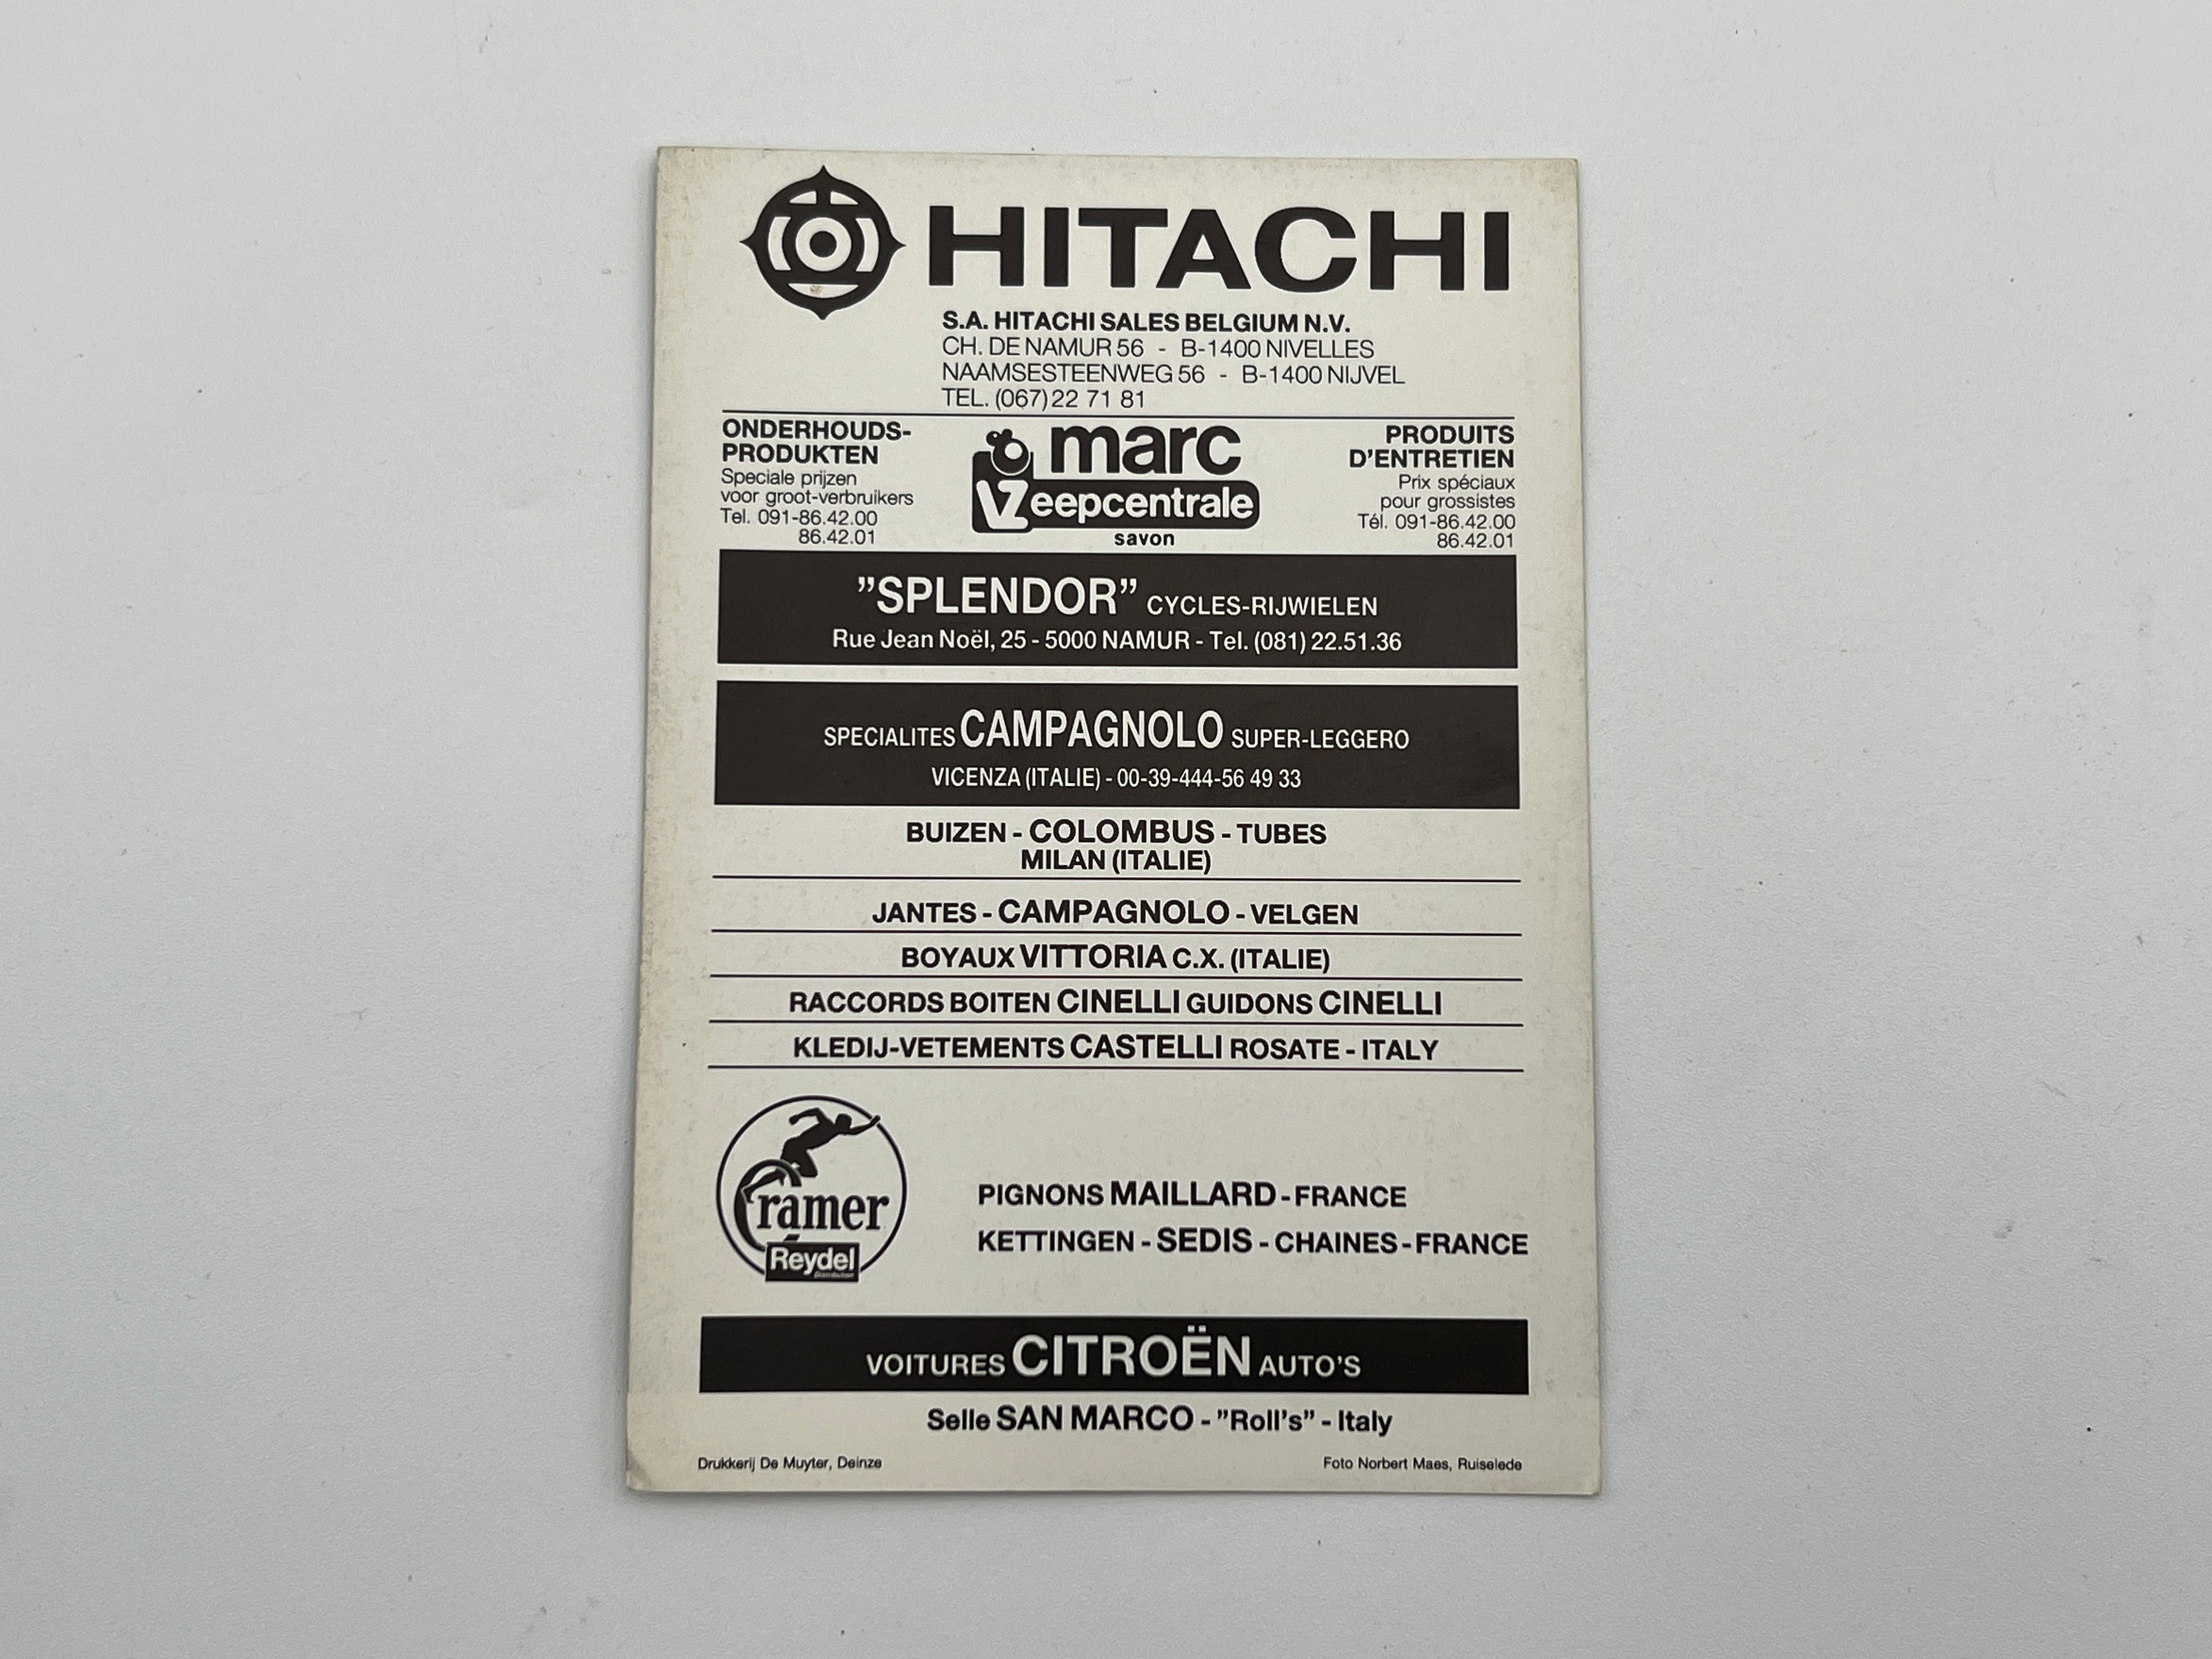 HITACHI
S.A. HITACHI SALES BELGIUM N.V.
CH. DE NAMUR 56 - B-1400 NIVELLES
NAAMSESTEENWEG 56 - B-1400 NIJVEL
TEL. (067) 22 71 81
ONDERHOUDS-
PRODUKTEN
Speciale prijzen
voor groot-verbruikers
Tel. 091-86.42.00
86.42.01
marc
Zeepcentrale
savon
PRODUITS
D'ENTRETIEN
Prix spéciaux
pour grossistes
Tél. 091-86.42.00
86.42.01
”SPLENDOR” CYCLES-RIJWIELEN
Rue Jean Noël, 25 - 5000 NAMUR - Tel. (081) 22.51.36
SPECIALITES CAMPAGNOLO SUPER-LEGGERO
VICENZA (ITALIE) - 00-39-444-56 49 33
BUIZEN - COLOMBUS - TUBES
MILAN (ITALIE)
JANTES - CAMPAGNOLO - VELGEN
BOYAUX VITTORIA C.X. (ITALIE)
RACCORDS BOITEN CINELLI GUIDONS CINELLI
KLEDIJ-VETEMENTS CASTELLI ROSATE - ITALY
Cramer
Reydel
Distribution
PIGNONS MAILLARD - FRANCE
KETTINGEN - SEDIS - CHAINES - FRANCE
VOITURES CITROËN AUTO'S
Selle SAN MARCO - ”Roll's” - Italy
Drukkerij De Muyter, Deinze
Foto Norbert Maes, Ruiselede